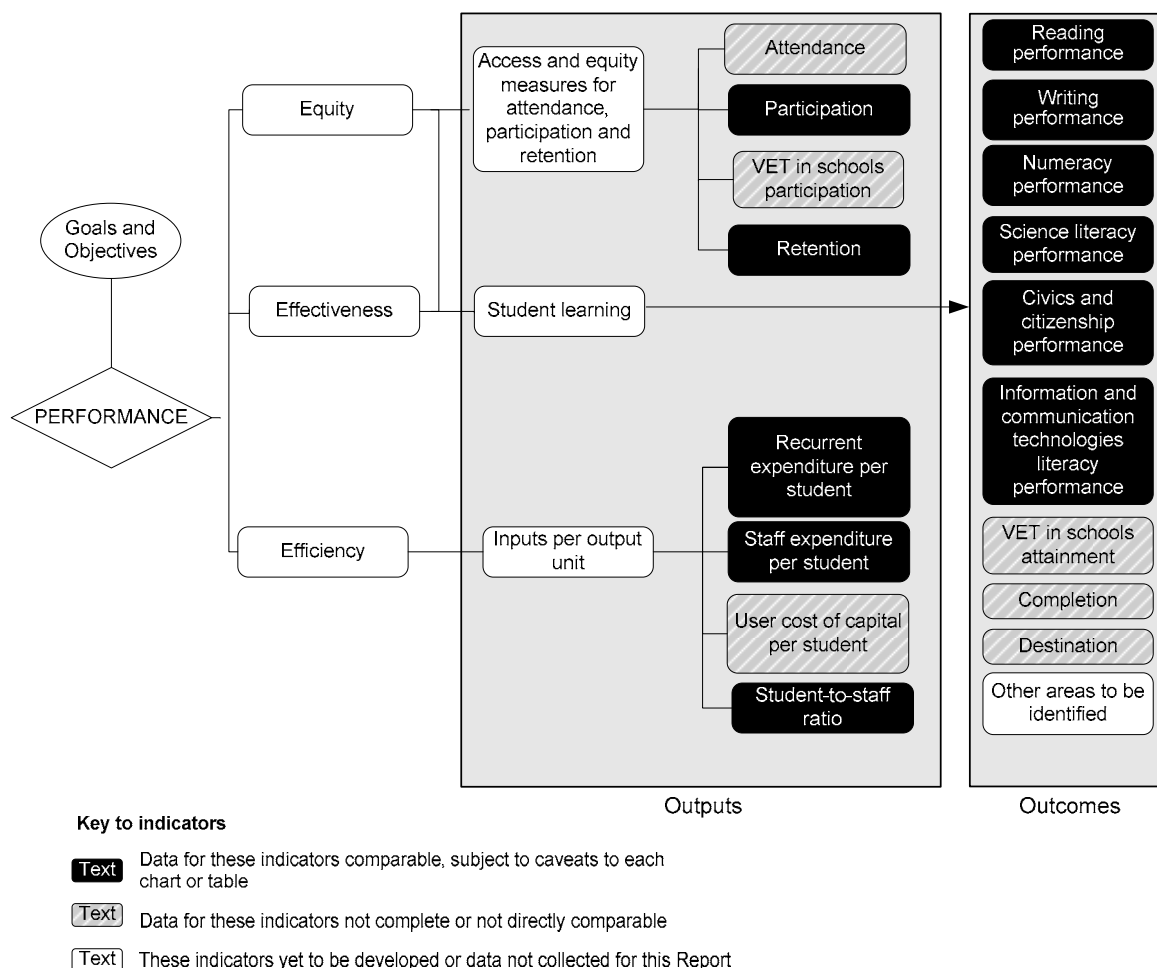 Goals and
Objectives
PERFORMANCE
Equity
Effectiveness
Efficiency
Access and equity
measures for
attendance,
participation and
retention
Student learning
Inputs per output
unit
Attendance
Participation
VET in schools
participation
Retention
Recurrent
expenditure per
student
Staff expenditure
per student
User cost of capital
per student
Student-to-staff
ratio
Outputs
Reading
performance
Writing
performance
Numeracy
performance
Science literacy
performance
Civics and
citizenship
performance
Information and
communication
technologies
literacy
performance
VET in schools
attainment
Completion
Destination
Other areas to be
identified
Outcomes
Key to indicators
Text Data for these indicators comparable, subject to caveats to each
chart or table
Text Data for these indicators not complete or not directly comparable
Text These indicators yet to be developed or data not collected for this Report